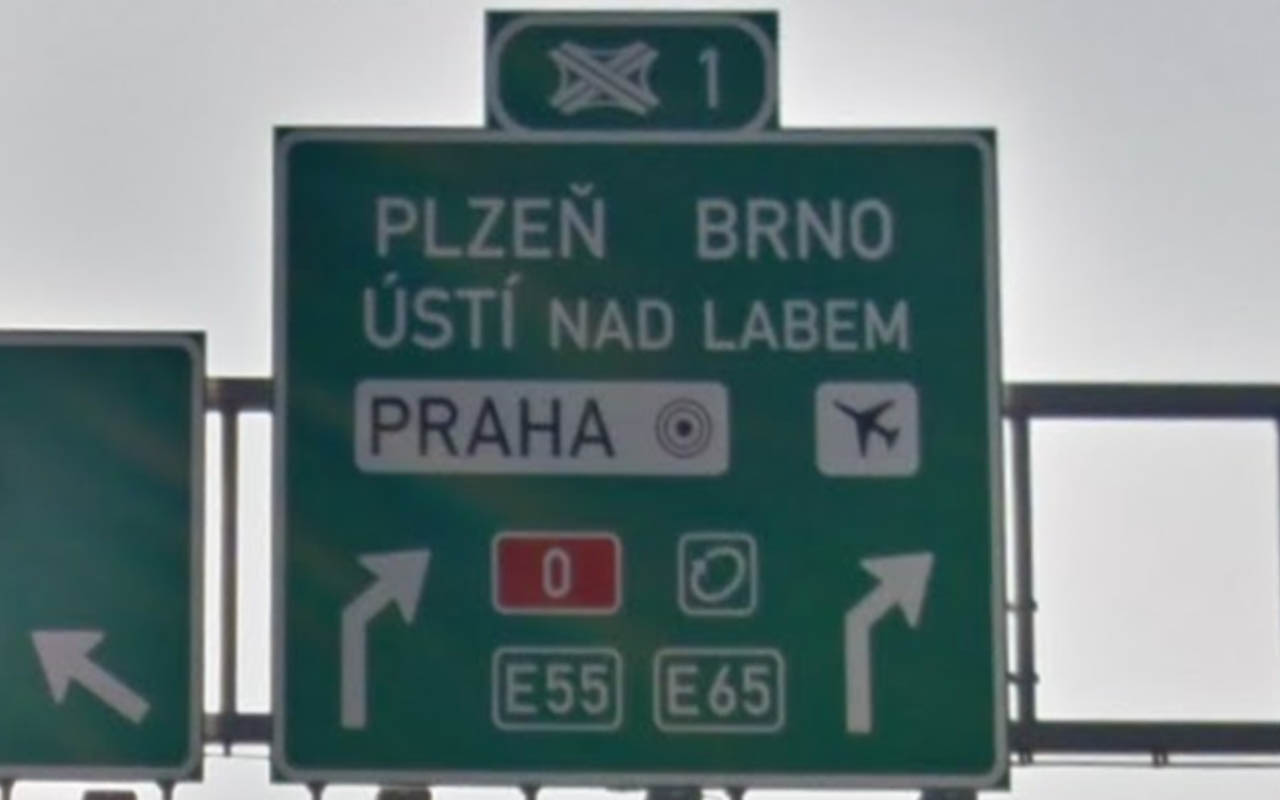 1
PLZEŇ BRNO
ÚSTÍ NAD LABEM
PRAHA
0
E55 E65